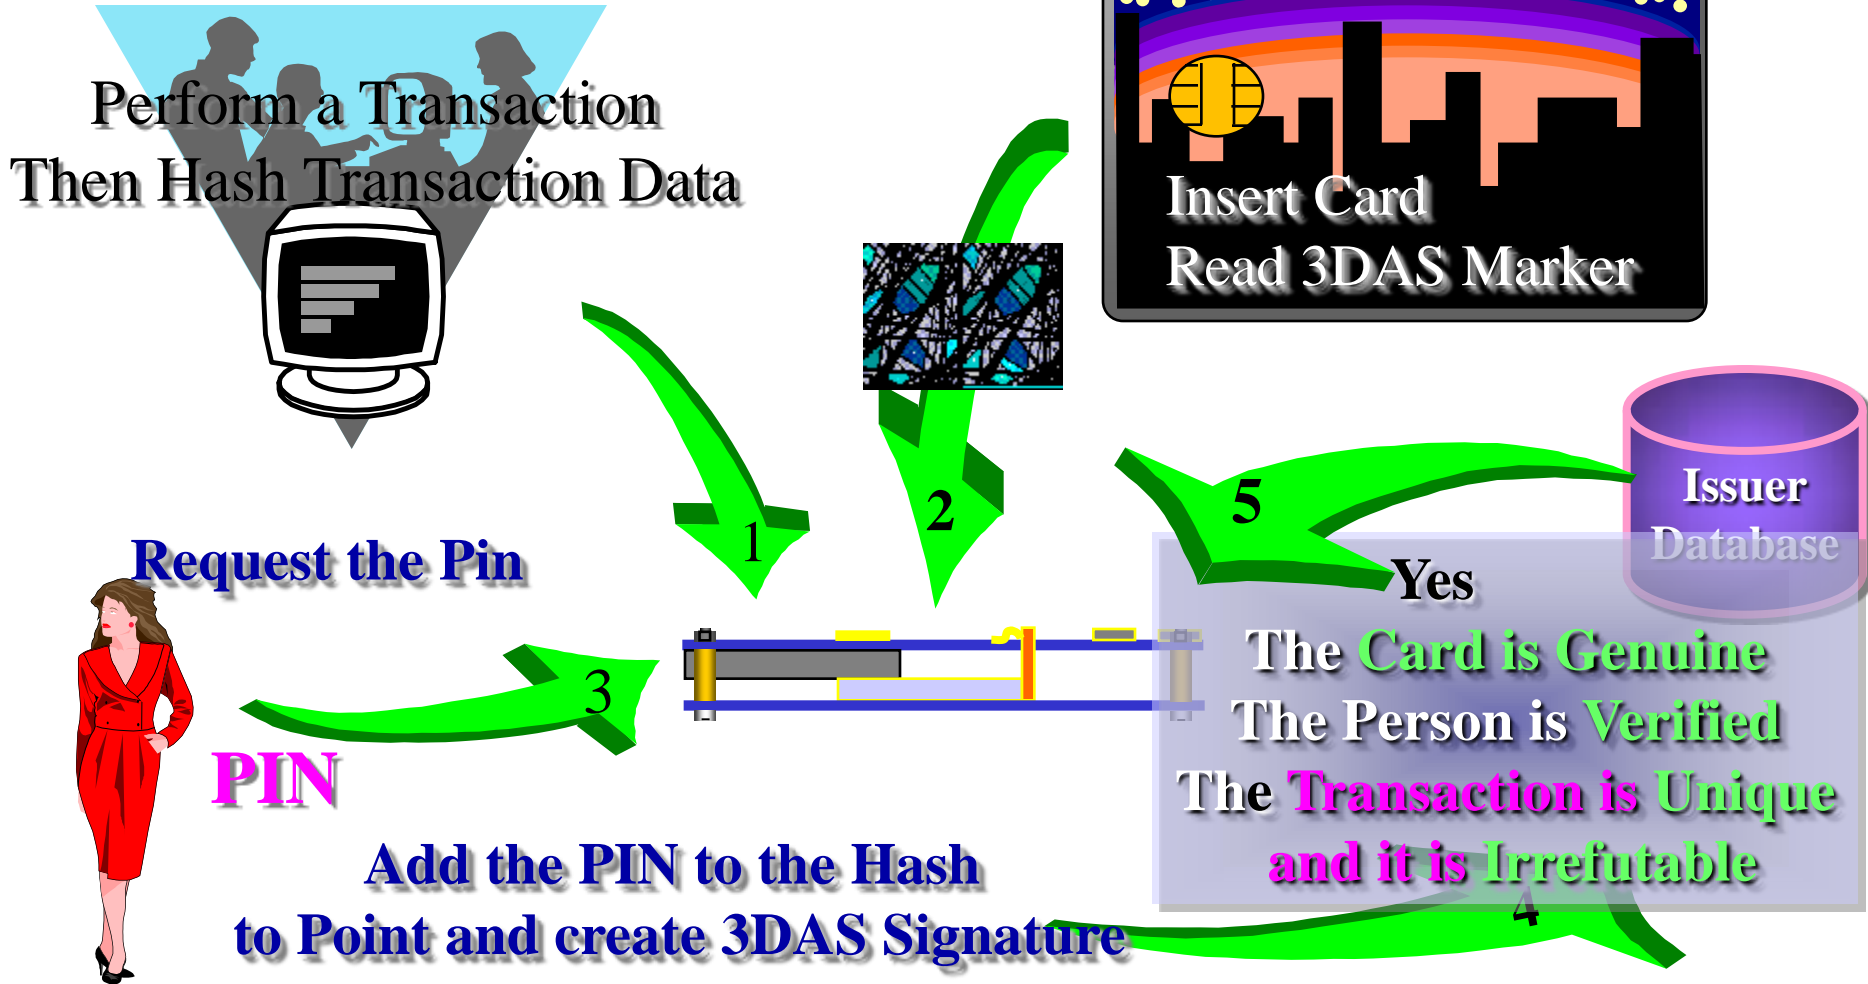 Perform a Transaction
Then Hash Transaction Data
Insert Card
Read 3DAS Marker
1
2
5
Issuer
Database
Request the Pin
Yes
The Card is Genuine
The Person is Verified
The Transaction is Unique
and it is Irrefutable
3
PIN
Add the PIN to the Hash
to Point and create 3DAS Signature
4